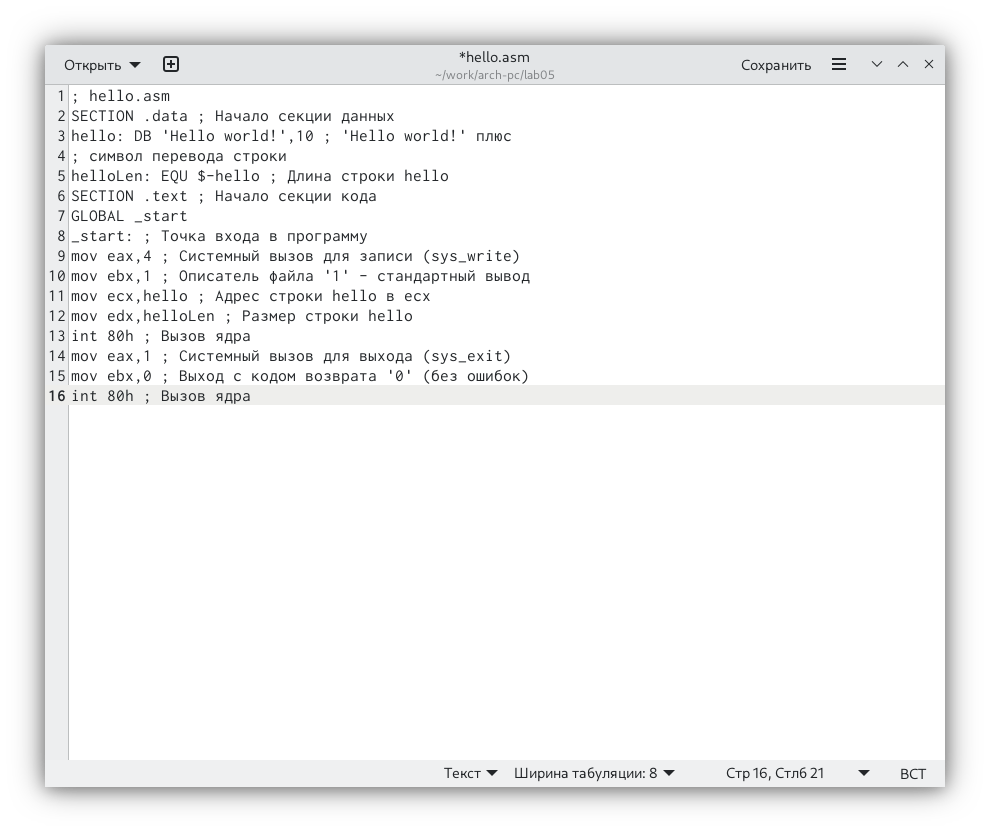 Открыть
*hello.asm
~/work/arch-pc/lab05
Сохранить
1 ; hello.asm
2 SECTION .data ; Начало секции данных
3 hello: DB 'Hello world!',10 ; 'Hello world!' плюс
4 ; символ перевода строки
5 helloLen: EQU $-hello ; Длина строки hello
6 SECTION .text ; Начало секции кода
7 GLOBAL _start
8 _start: ; Точка входа в программу
9 mov eax,4 ; Системный вызов для записи (sys_write)
10 mov ebx,1 ; Описатель файла '1' - стандартный вывод
11 mov ecx,hello ; Адрес строки hello в ecx
12 mov edx,helloLen ; Размер строки hello
13 int 80h ; Вызов ядра
14 mov eax,1 ; Системный вызов для выхода (sys_exit)
15 mov ebx,0 ; Выход с кодом возврата '0' (без ошибок)
16 int 80h ; Вызов ядра
Текст Ширина табуляции: 8 Стр 16, Стлб 21 ВСТ